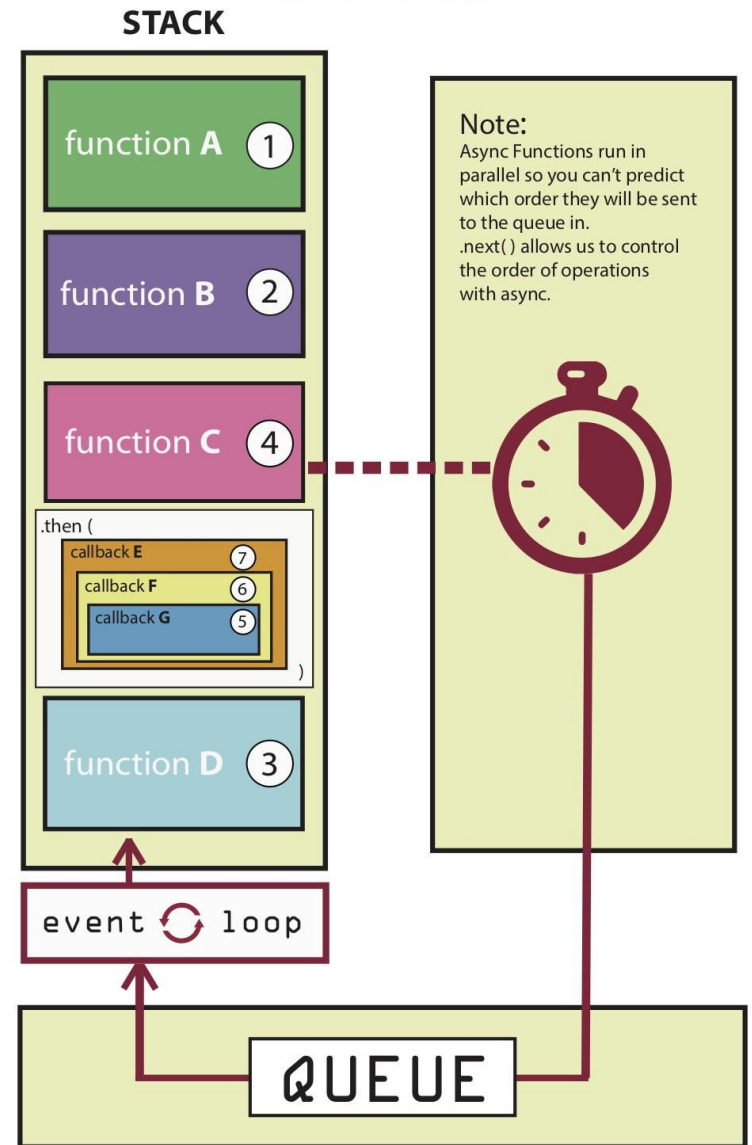 STACK
function A 1
function B 2
function C 4
.then (
callback E 7
callback F 6
callback G 5
)
function D 3
event loop
Note:
Async Functions run in
parallel so you can’t predict
which order they will be sent
to the queue in.
.next( ) allows us to control
the order of operations
with async.
QUEUE